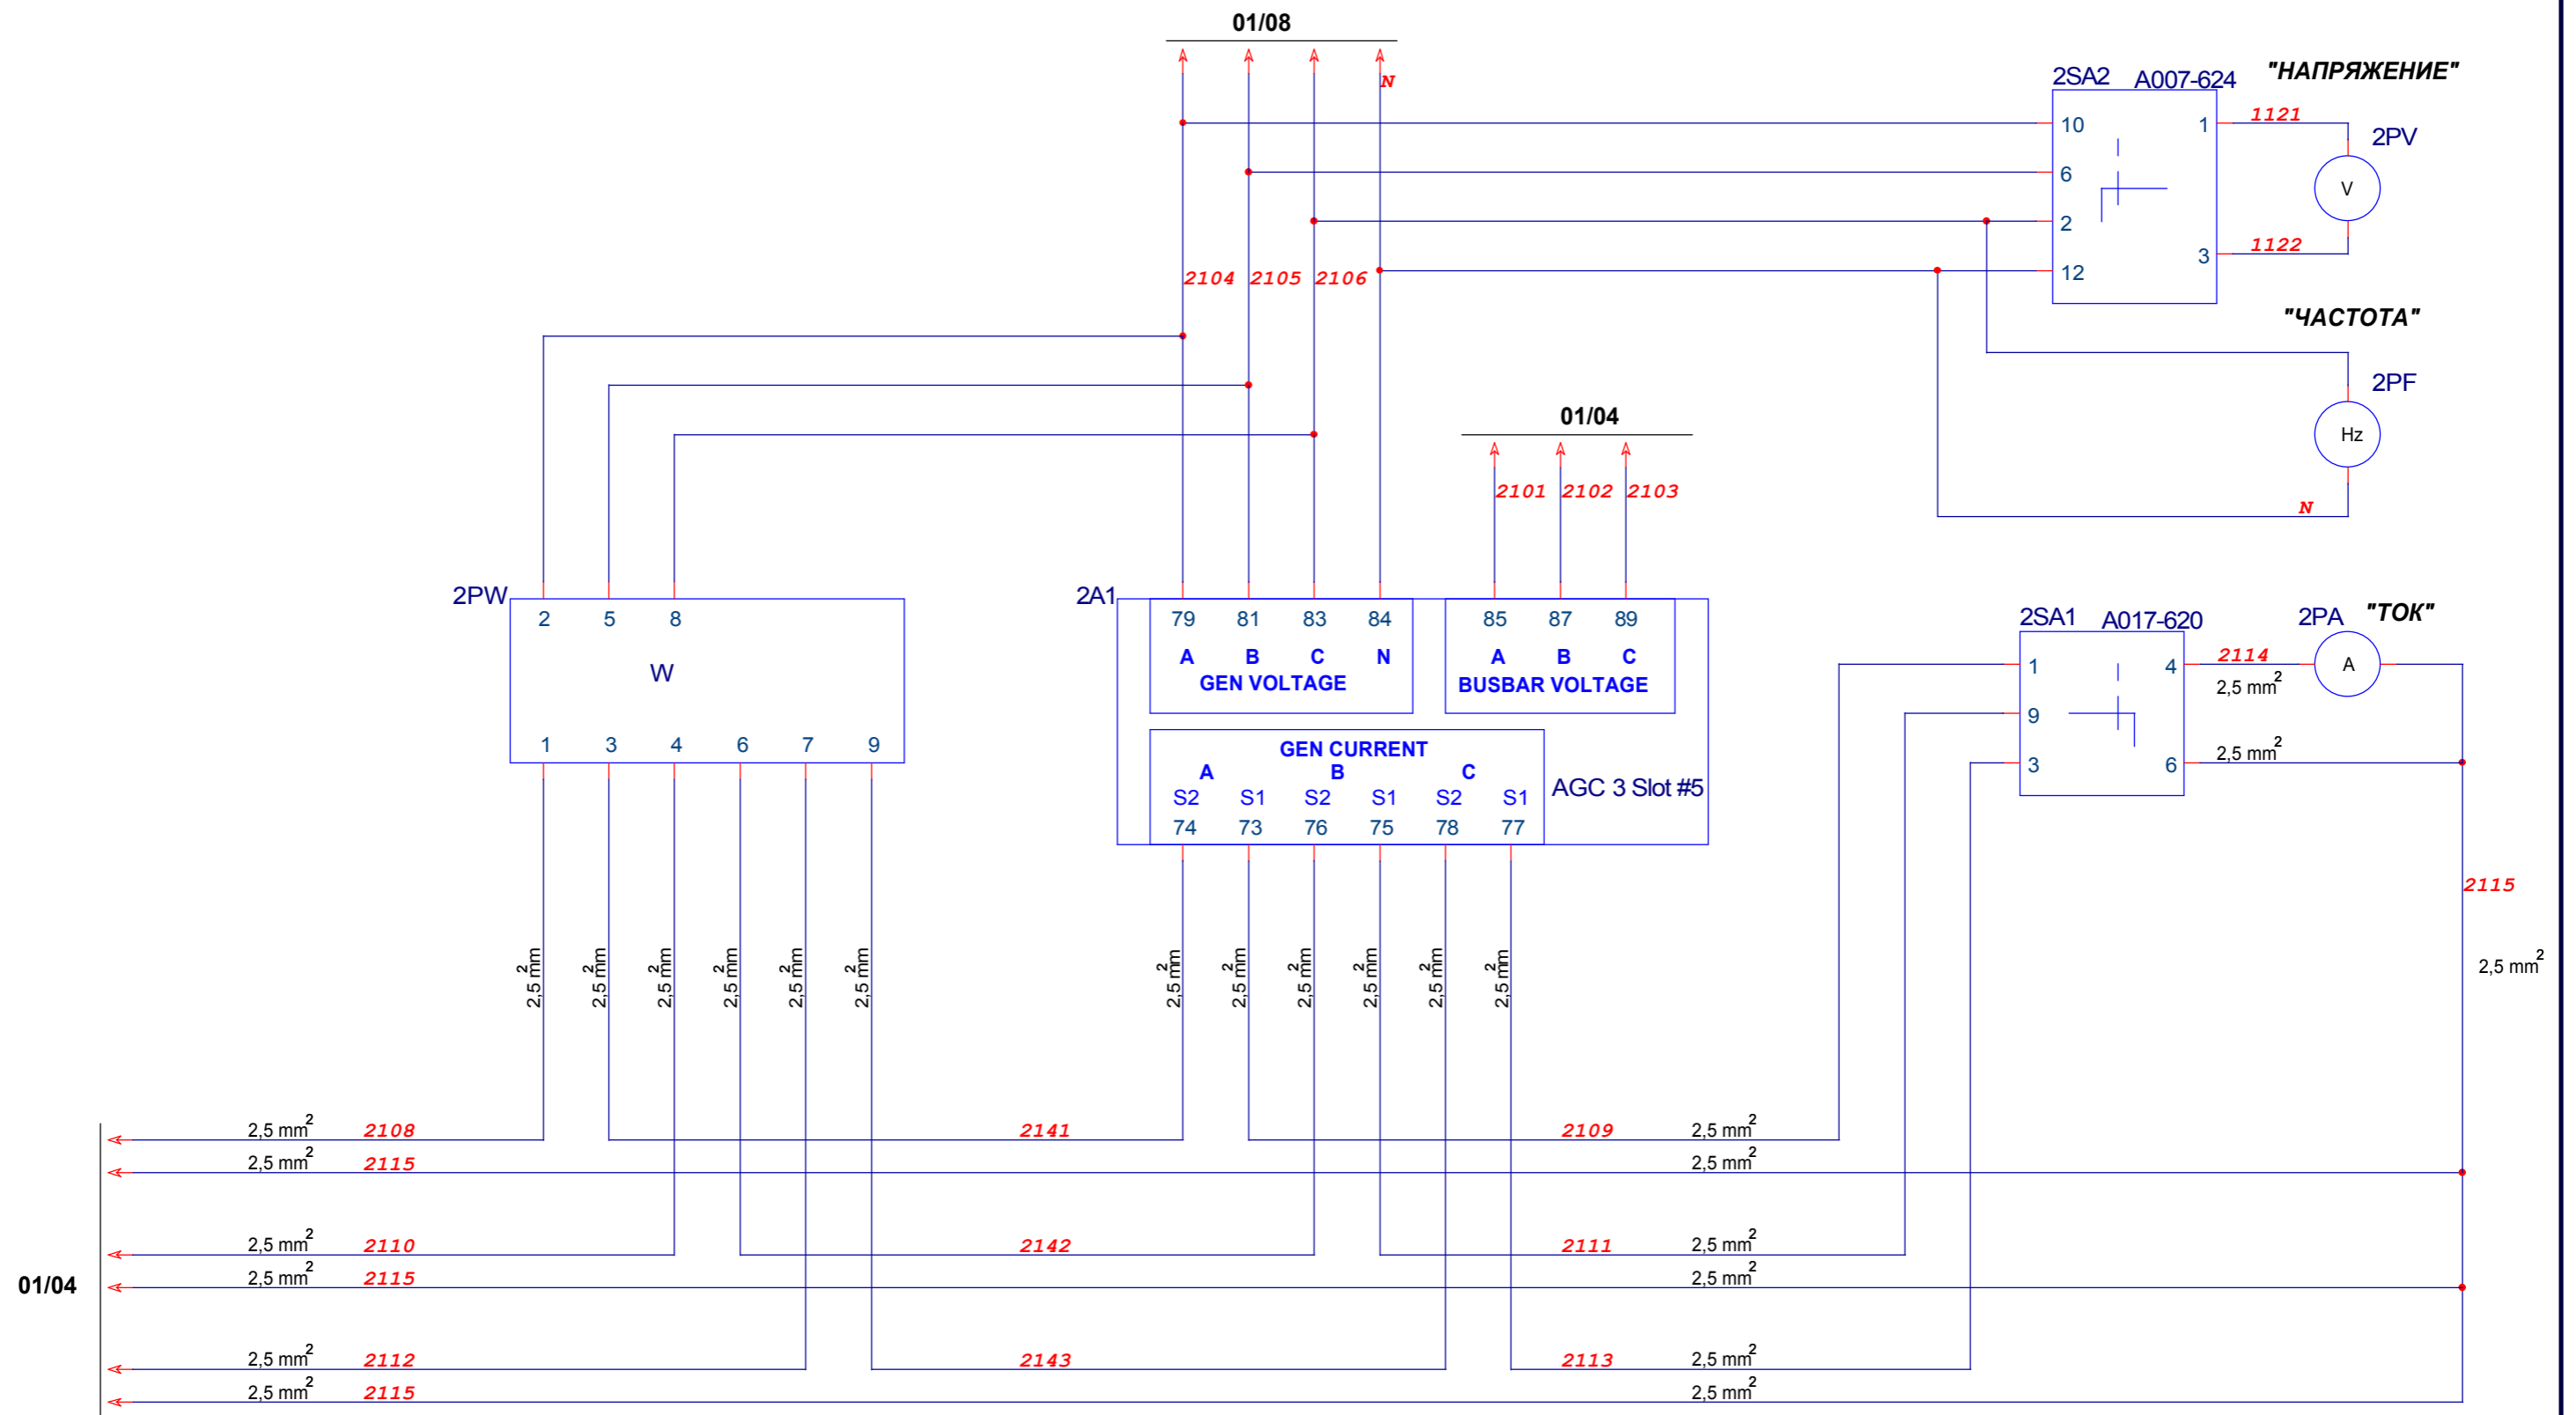 01/08
N
2SA2 A007-624 "НАПРЯЖЕНИЕ"
10 1 1121
2PV
6
V
2
1122
3
12
2104 2105 2106
"ЧАСТОТА"
2PF
Hz
N
01/04
2101 2102 2103
2PW
2 5 8
W
1 3 4 6 7 9
2A1
79 81 83 84
A B C N
GEN VOLTAGE
85 87 89
A B C
BUSBAR VOLTAGE
GEN CURRENT
A B C
S2 S1 S2 S1 S2 S1
74 73 76 75 78 77
AGC 3 Slot #5
2SA1 A017-620 2PA "ТОК"
1 4 2114 A
2,5 mm2
9
2,5 mm2
3 6
2115
2,5 mm2
2,5 mm2 2,5 mm2 2,5 mm2 2,5 mm2 2,5 mm2 2,5 mm2
2,5 mm2 2,5 mm2 2,5 mm2 2,5 mm2 2,5 mm2 2,5 mm2
2,5 mm2 2108 2141 2109 2,5 mm2
2,5 mm2 2115 2,5 mm2
2,5 mm2 2110 2142 2111 2,5 mm2
01/04
2,5 mm2 2115 2,5 mm2
2,5 mm2 2112 2143 2113 2,5 mm2
2,5 mm2 2115 2,5 mm2